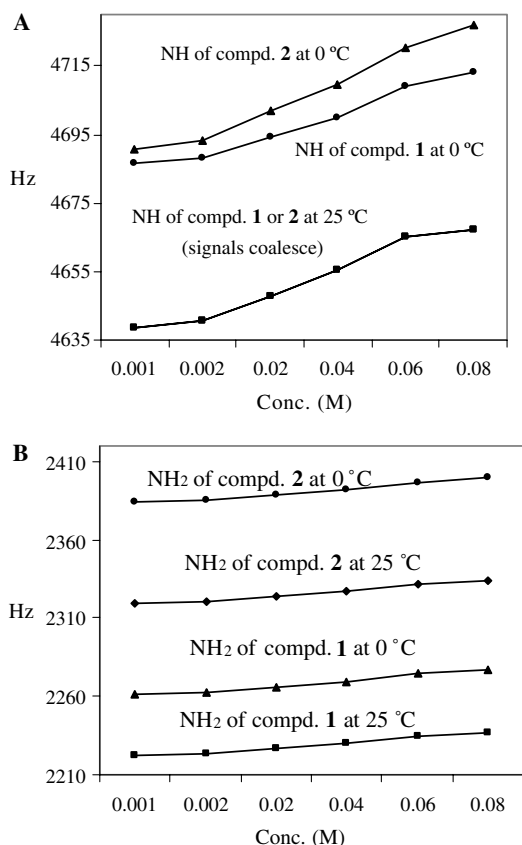 A
NH of compd. 2 at 0 ºC
4715
4695
NH of compd. 1 at 0 ºC
Hz
4675
NH of compd. 1 or 2 at 25 ºC
(signals coalesce)
4655
4635
0.001 0.002 0.02 0.04 0.06 0.08
Conc. (M)
B
2410
NH2 of compd. 2 at 0 ˚C
2360
NH2 of compd. 2 at 25 ˚C
Hz
2310
NH2 of compd. 1 at 0 ˚C
2260
NH2 of compd. 1 at 25 ˚C
2210
0.001 0.002 0.02 0.04 0.06 0.08
Conc. (M)